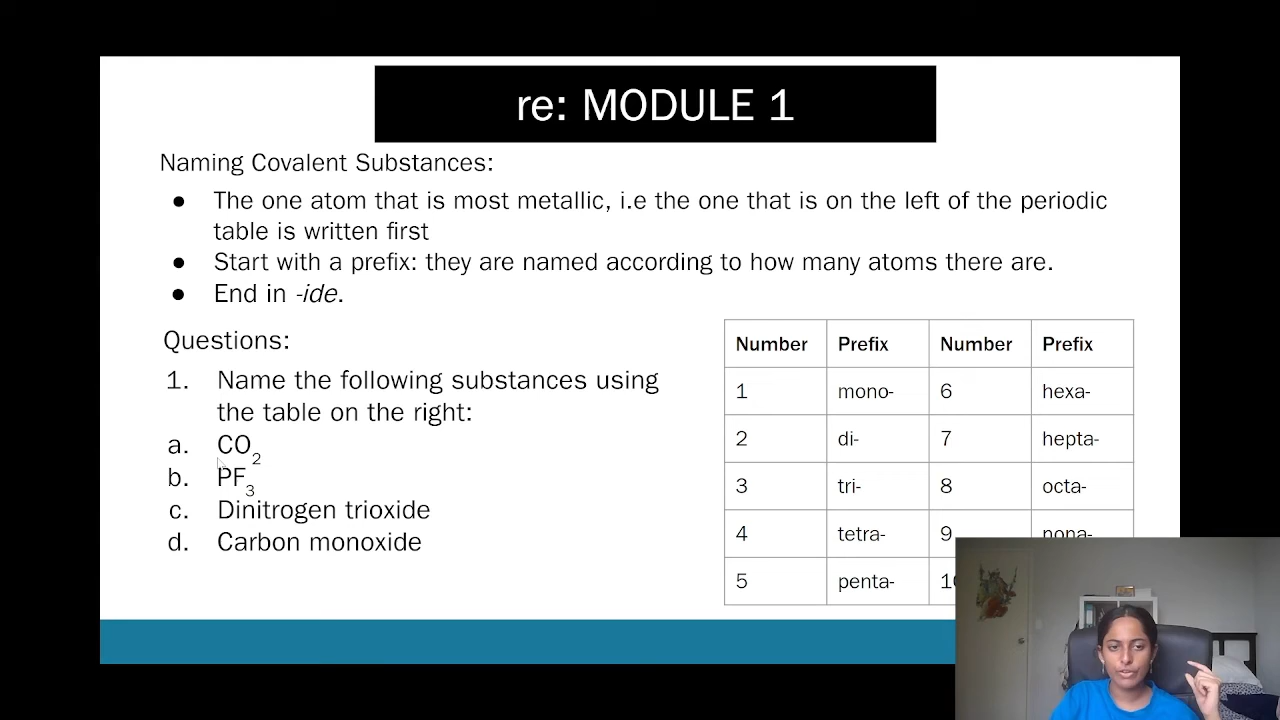 re: MODULE 1
Naming Covalent Substances:
● The one atom that is most metallic, i.e the one that is on the left of the periodic
table is written first
● Start with a prefix: they are named according to how many atoms there are.
● End in -ide.
Questions:
1. Name the following substances using
the table on the right:
a. CO₂
b. PF₃
c. Dinitrogen trioxide
d. Carbon monoxide
Number Prefix Number Prefix
1 mono- 6 hexa-
2 di- 7 hepta-
3 tri- 8 octa-
4 tetra- 9 nona-
5 penta-